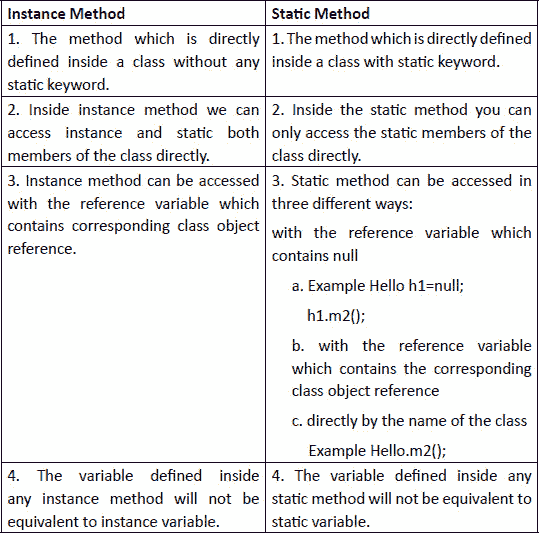 Instance Method
Static Method
1. The method which is directly
defined inside a class without any
static keyword.
1. The method which is directly defined
inside a class with static keyword.
2. Inside instance method we can
access instance and static both
members of the class directly.
2. Inside the static method you can
only access the static members of the
class directly.
3. Instance method can be accessed
with the reference variable which
contains corresponding class object
reference.
3. Static method can be accessed in
three different ways:
with the reference variable which
contains null
a. Example Hello h1=null;
h1.m2();
b. with the reference variable
which contains the corresponding
class object reference
c. directly by the name of the class
Example Hello.m2();
4. The variable defined inside
any instance method will not be
equivalent to instance variable.
4. The variable defined inside any
static method will not be equivalent to
static variable.